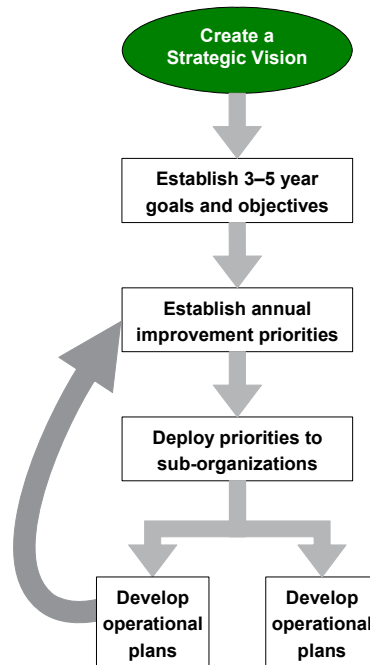 Create a
Strategic Vision
Establish 3–5 year
goals and objectives
Establish annual
improvement priorities
Deploy priorities to
sub-organizations
Develop
operational
plans
Develop
operational
plans